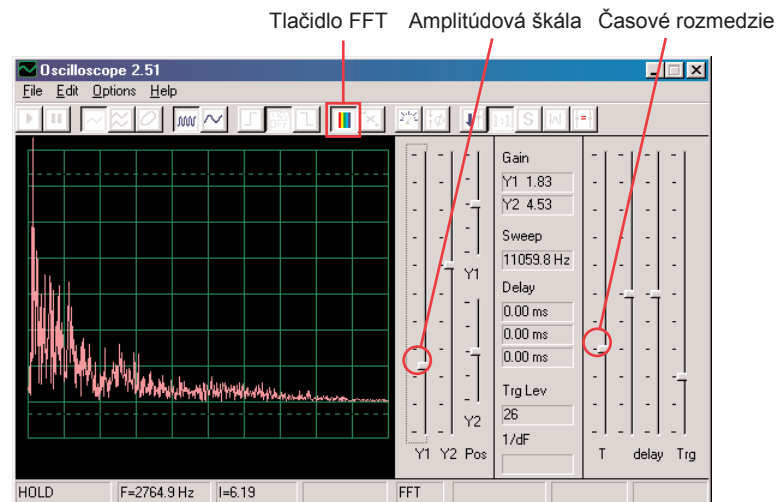 Tlačidlo FFT Amplitúdová škála Časové rozmedzie
Oscilloscope 2.51
File Edit Options Help
Gain
Y1 1.83
Y2 4.53
Sweep
11059.8 Hz
Y1
Delay
0.00 ms
0.00 ms
0.00 ms
Trg Lev
26
Y2
1/dF
Y1 Y2 Pos T delay Trg
HOLD F=2764.9 Hz I=6.19 FFT